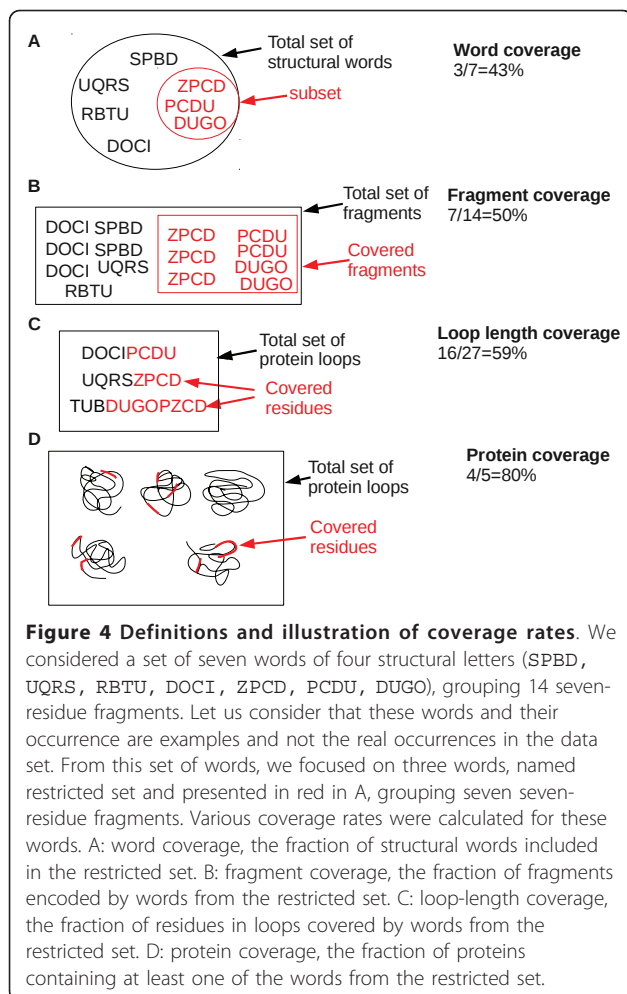 A
SPBD
UQRS
RBTU
DOCI
ZPCD
PCDU
DUGO
Total set of
structural words
subset
Word coverage
3/7=43%
B
DOCI SPBD
DOCI SPBD
DOCI UQRS
RBTU
ZPCD
ZPCD
ZPCD
PCDU
PCDU
DUGO
DUGO
Total set of
fragments
Covered
fragments
Fragment coverage
7/14=50%
C
DOCIPCDU
UQRSZPCD
TUBDUGOPZCD
Total set of
protein loops
Covered
residues
Loop length coverage
16/27=59%
D
Total set of
protein loops
Covered
residues
Protein coverage
4/5=80%
Figure 4 Definitions and illustration of coverage rates. We
considered a set of seven words of four structural letters (SPBD,
UQRS, RBTU, DOCI, ZPCD, PCDU, DUGO), grouping 14 seven-
residue fragments. Let us consider that these words and their
occurrence are examples and not the real occurrences in the data
set. From this set of words, we focused on three words, named
restricted set and presented in red in A, grouping seven seven-
residue fragments. Various coverage rates were calculated for these
words. A: word coverage, the fraction of structural words included
in the restricted set. B: fragment coverage, the fraction of fragments
encoded by words from the restricted set. C: loop-length coverage,
the fraction of residues in loops covered by words from the
restricted set. D: protein coverage, the fraction of proteins
containing at least one of the words from the restricted set.